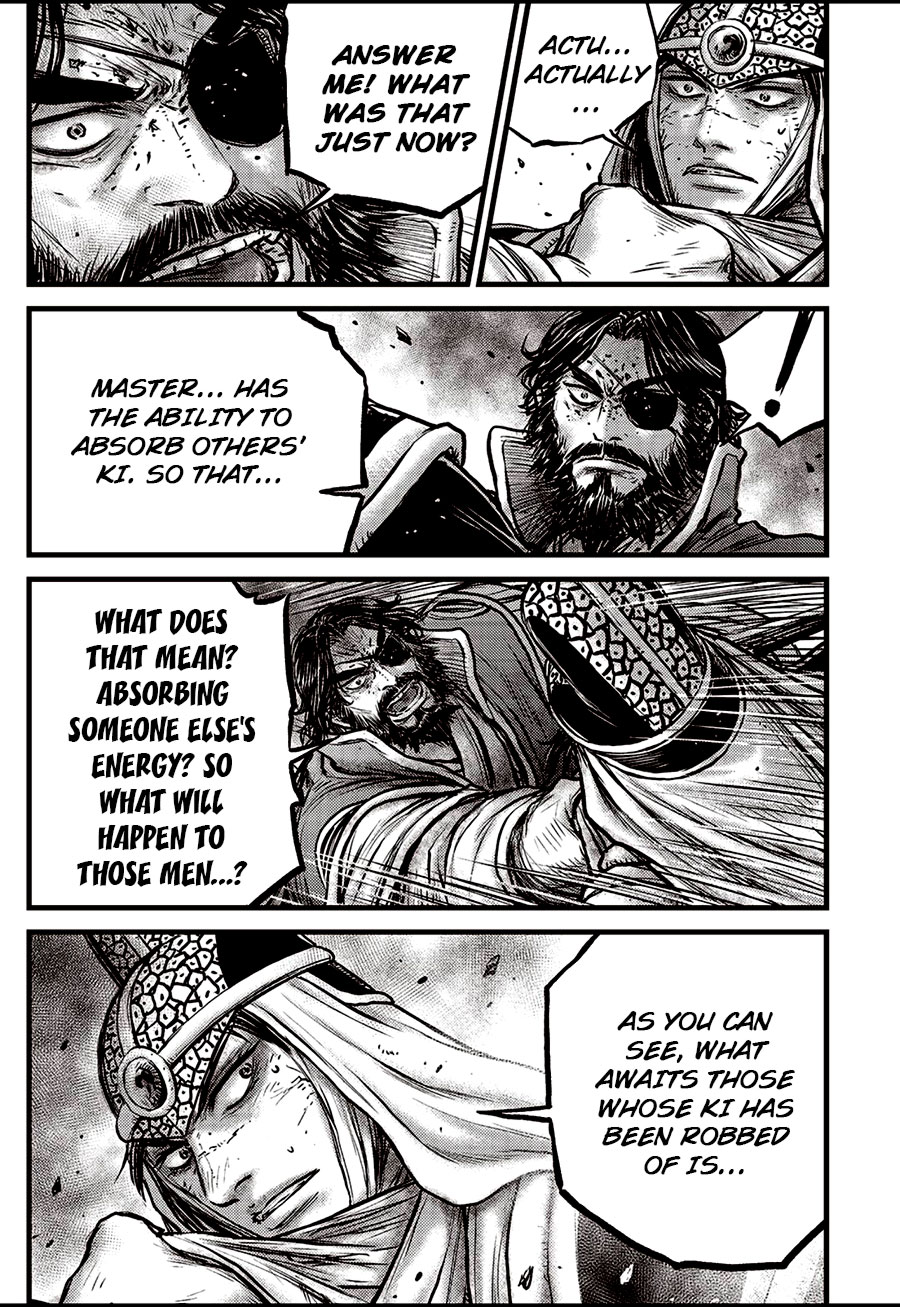 ANSWER
ME! WHAT
WAS THAT
JUST NOW?
ACTU...
ACTUALLY
...
MASTER... HAS
THE ABILITY TO
ABSORB OTHERS'
KI. SO THAT...
!
WHAT DOES
THAT MEAN?
ABSORBING
SOMEONE ELSE'S
ENERGY? SO
WHAT WILL
HAPPEN TO
THOSE MEN...?
AS YOU CAN
SEE, WHAT
AWAITS THOSE
WHOSE KI HAS
BEEN ROBBED
OF IS...